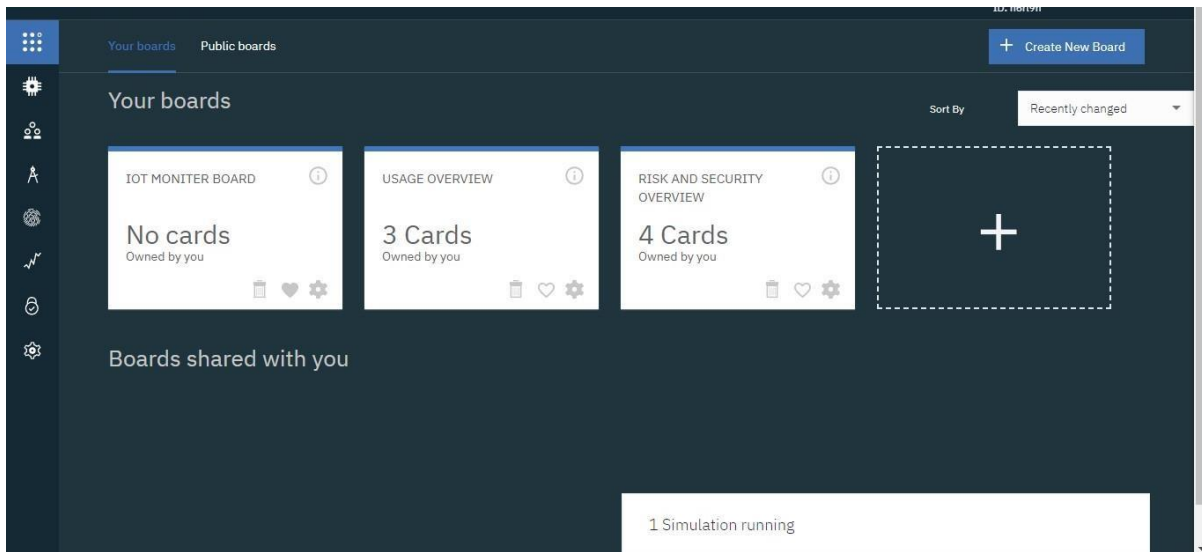 Your boards
Public boards
+ Create New Board
Your boards
Sort By
Recently changed
IOT MONITER BOARD
No cards
Owned by you
USAGE OVERVIEW
3 Cards
Owned by you
RISK AND SECURITY
OVERVIEW
4 Cards
Owned by you
Boards shared with you
1 Simulation running